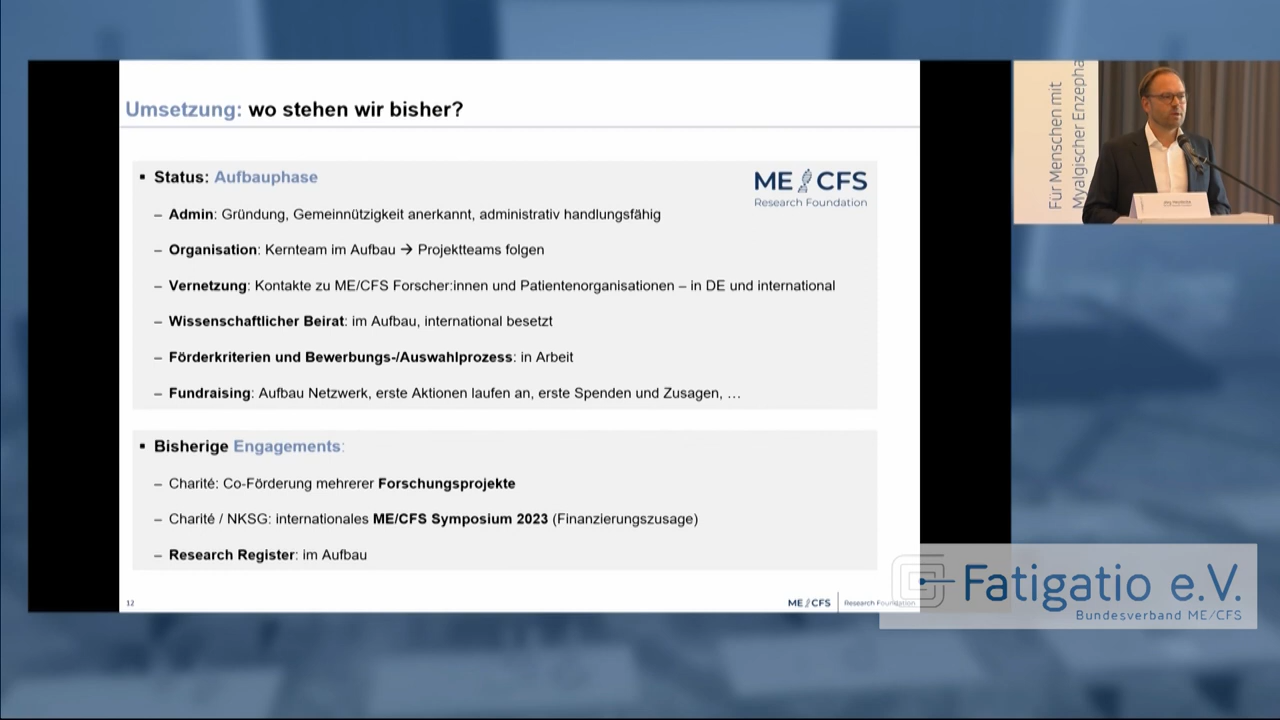 Umsetzung: wo stehen wir bisher?
▪ Status: Aufbauphase
ME CFS
Research Foundation
– Admin: Gründung, Gemeinnützigkeit anerkannt, administrativ handlungsfähig
– Organisation: Kernteam im Aufbau → Projektteams folgen
– Vernetzung: Kontakte zu ME/CFS Forscher:innen und Patientenorganisationen – in DE und international
– Wissenschaftlicher Beirat: im Aufbau, international besetzt
– Förderkriterien und Bewerbungs-/Auswahlprozess: in Arbeit
– Fundraising: Aufbau Netzwerk, erste Aktionen laufen an, erste Spenden und Zusagen, …
▪ Bisherige Engagements:
– Charité: Co-Förderung mehrerer Forschungsprojekte
– Charité / NKSG: internationales ME/CFS Symposium 2023 (Finanzierungszusage)
– Research Register: im Aufbau
12
ME CFS
Research Foundation
Für Menschen mit
Myalgischer Enzepha
Fatigatio e.V.
Bundesverband ME/CFS